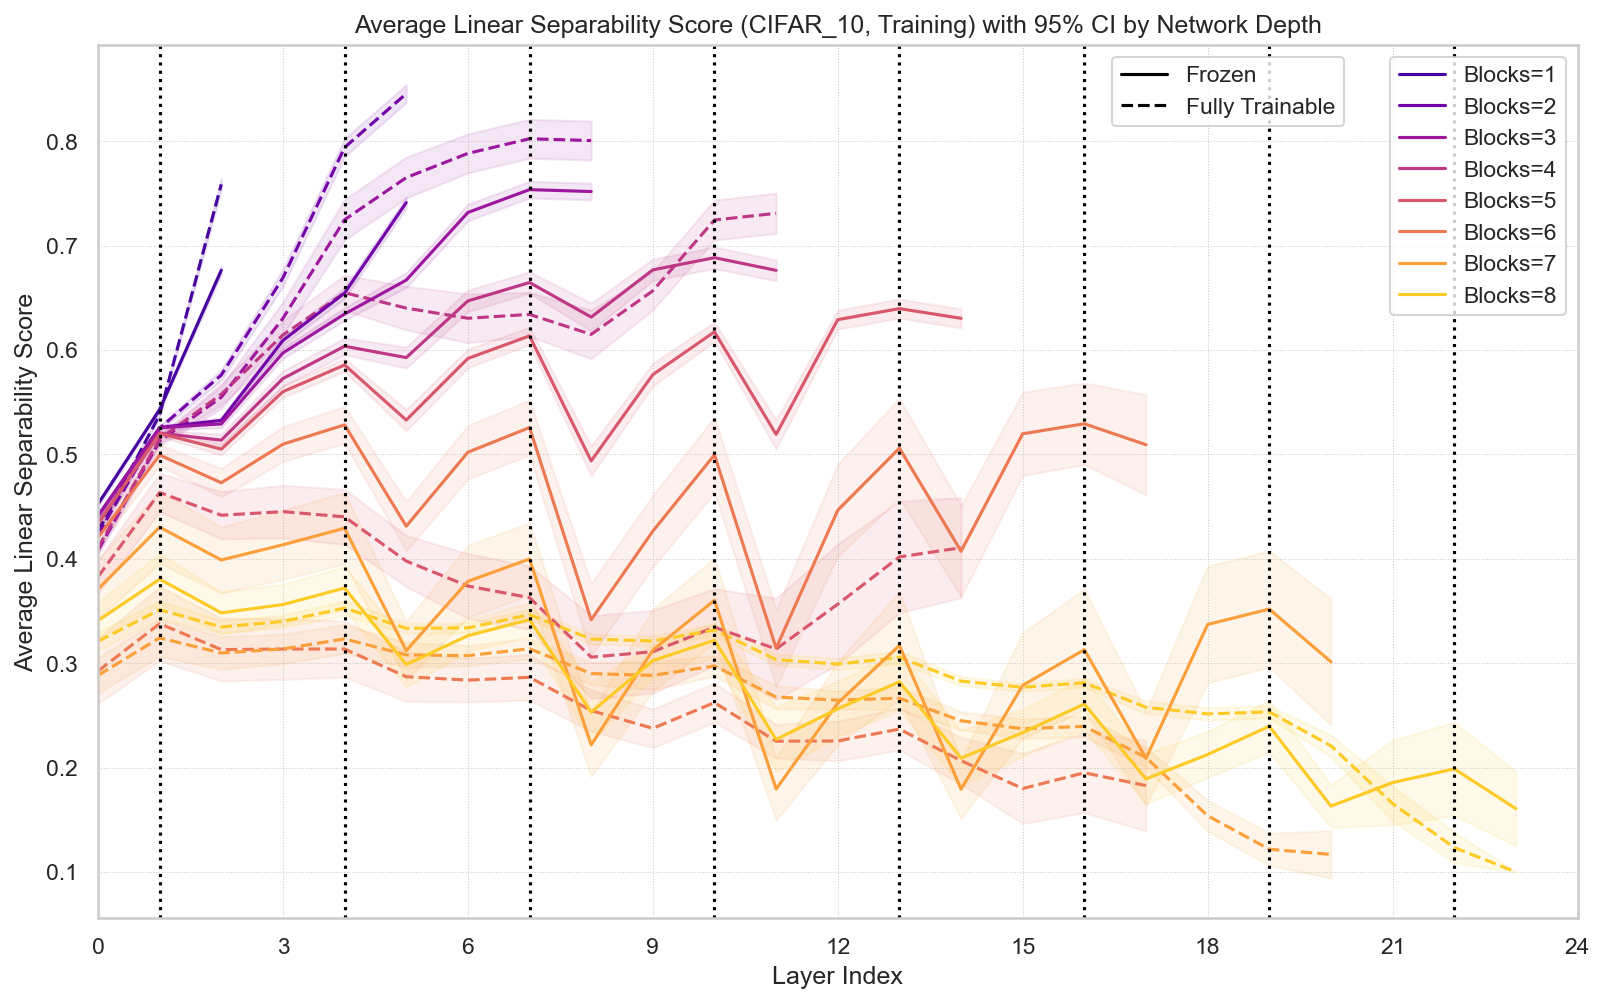 Average Linear Separability Score (CIFAR_10, Training) with 95% CI by Network Depth
Frozen
Fully Trainable
Blocks=1
Blocks=2
Blocks=3
Blocks=4
Blocks=5
Blocks=6
Blocks=7
Blocks=8
Average Linear Separability Score
0.8
0.7
0.6
0.5
0.4
0.3
0.2
0.1
0 3 6 9 12 15 18 21 24
Layer Index